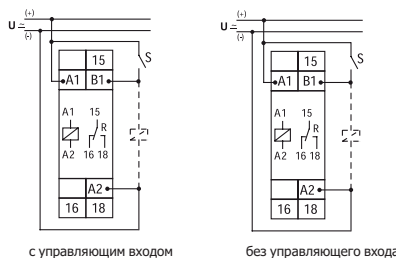 (+)
U
(-)
15
A1 B1
S
A1 15
R
A2 16 18
A2
16 18
с управляющим входом
(+)
U
(-)
15
A1 B1
S
A1 15
R
A2 16 18
A2
16 18
без управляющего входа